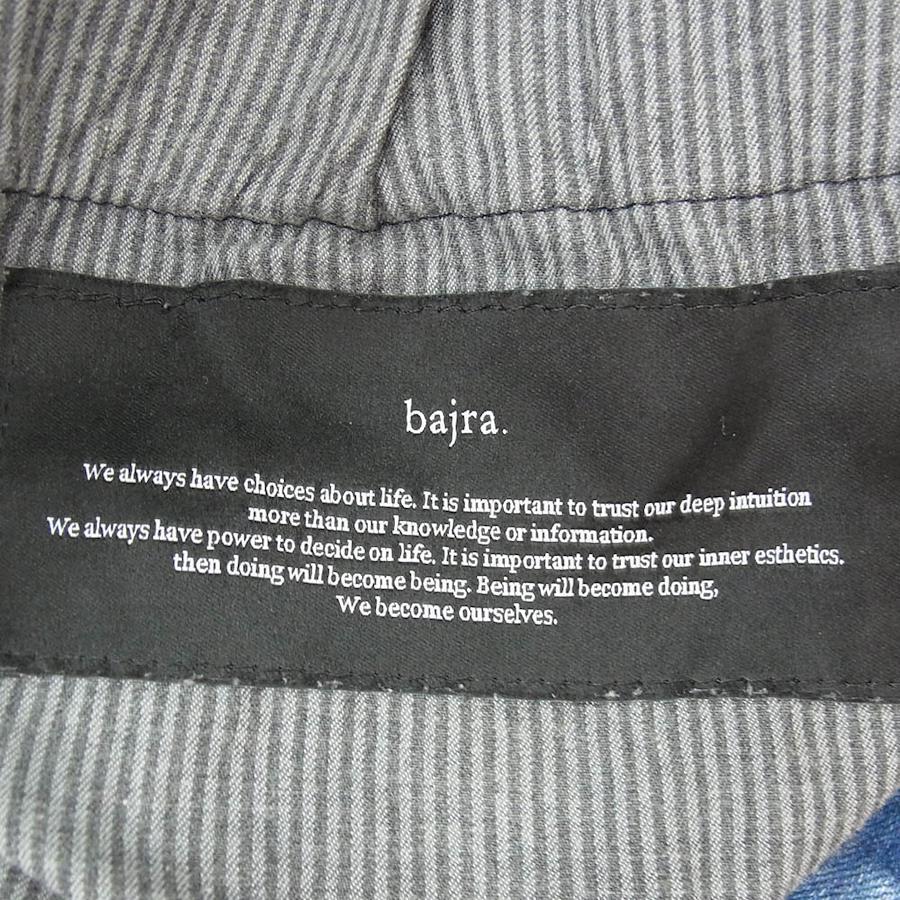 bajra.
We always have choices about life. It is important to trust our deep intuition
more than our knowledge or information.
We always have power to decide on life. It is important to trust our inner esthetics.
then doing will become being. Being will become doing,
We become ourselves.